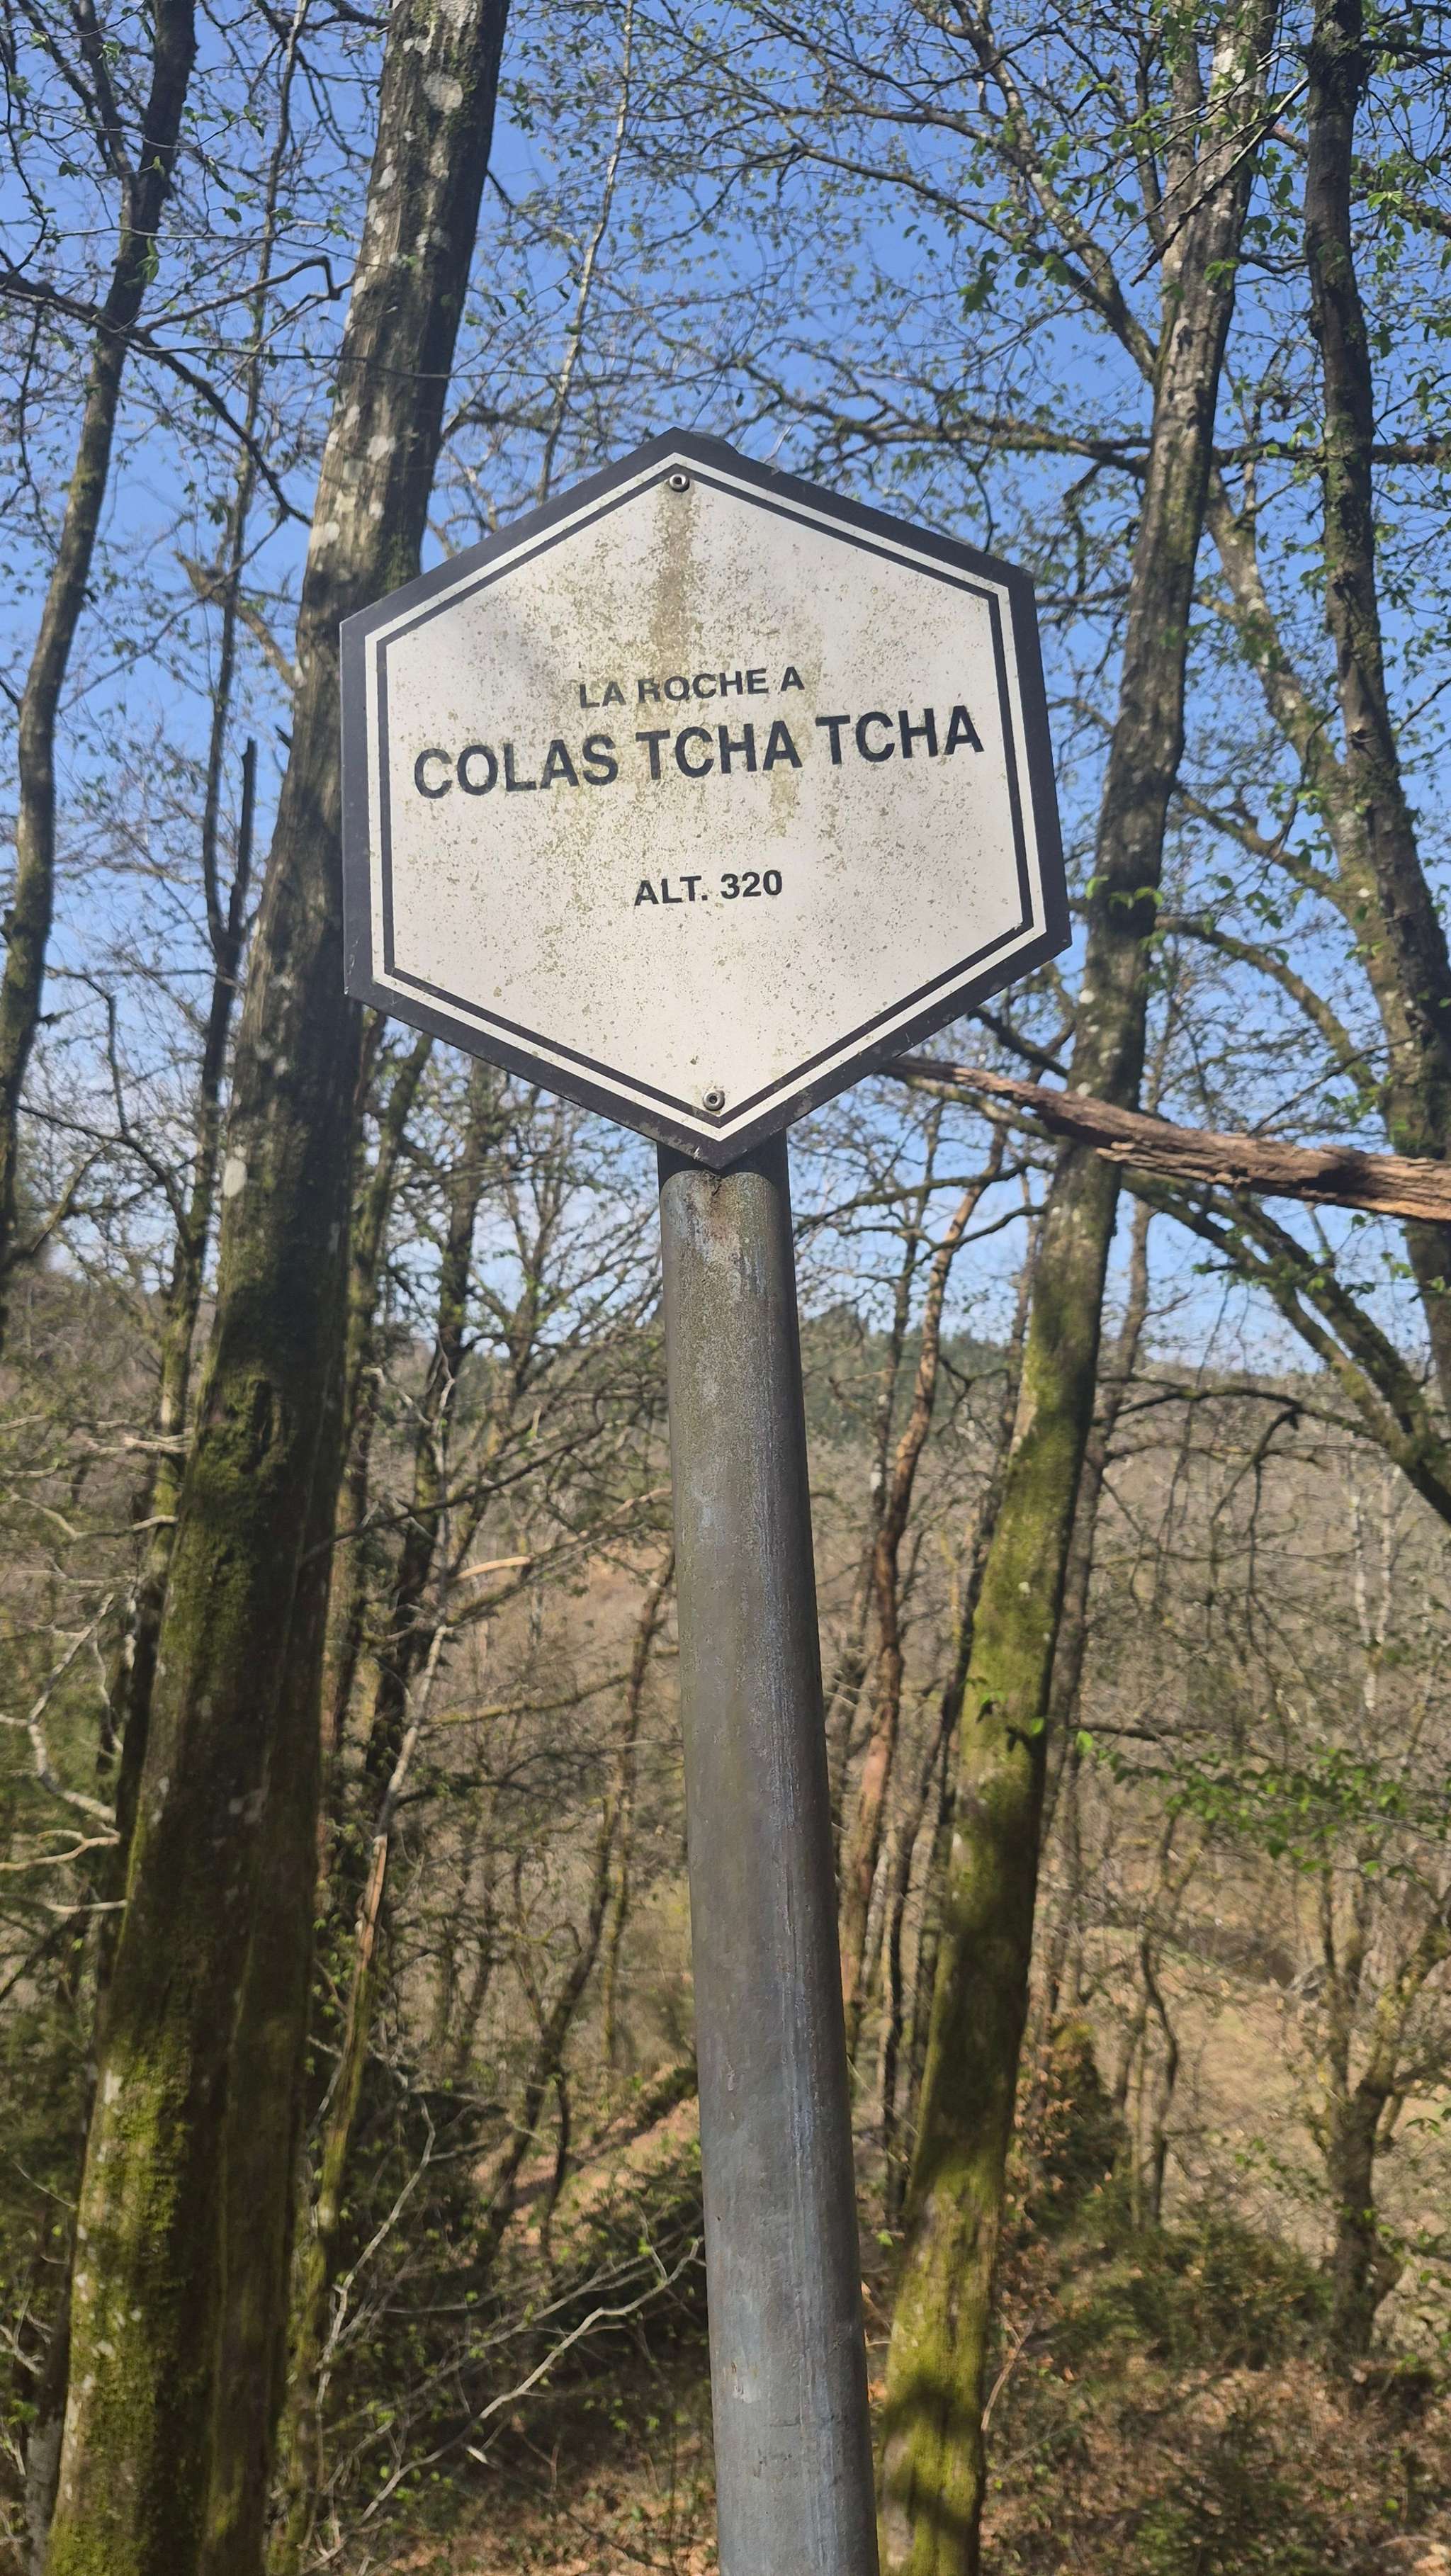 LA ROCHE A
COLAS TCHA TCHA
ALT. 320